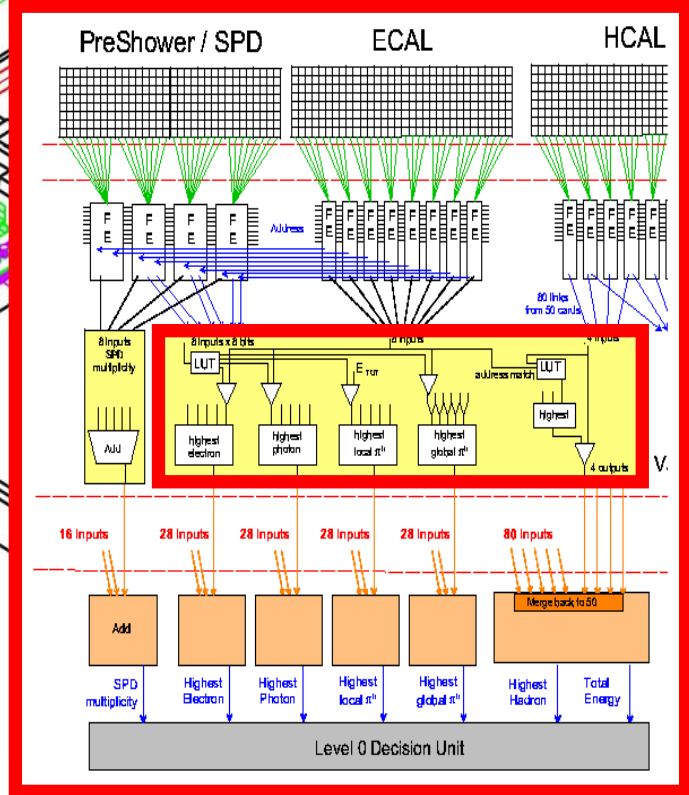 PreShower / SPD
ECAL
HCAL
F E
F E
F E
F E
Address
F E
F E
F E
F E
F E
F E
F E
F E
F E
F E
F E
F E
F E
80 links
from 50 cards
8 Inputs
SPD
multiplicity
8 Inputs x 8 bits
8 Inputs
4 Inputs
LUT
E TOT
address match
LUT
highest
Add
highest
electron
highest
photon
highest
local π⁰
highest
global π⁰
4 outputs
16 Inputs
28 Inputs
28 Inputs
28 Inputs
28 Inputs
80 Inputs
Merge back to 50
Add
SPD
multiplicity
Highest
Electron
Highest
Photon
Highest
local π⁰
Highest
global π⁰
Highest
Hadron
Total
Energy
Level 0 Decision Unit